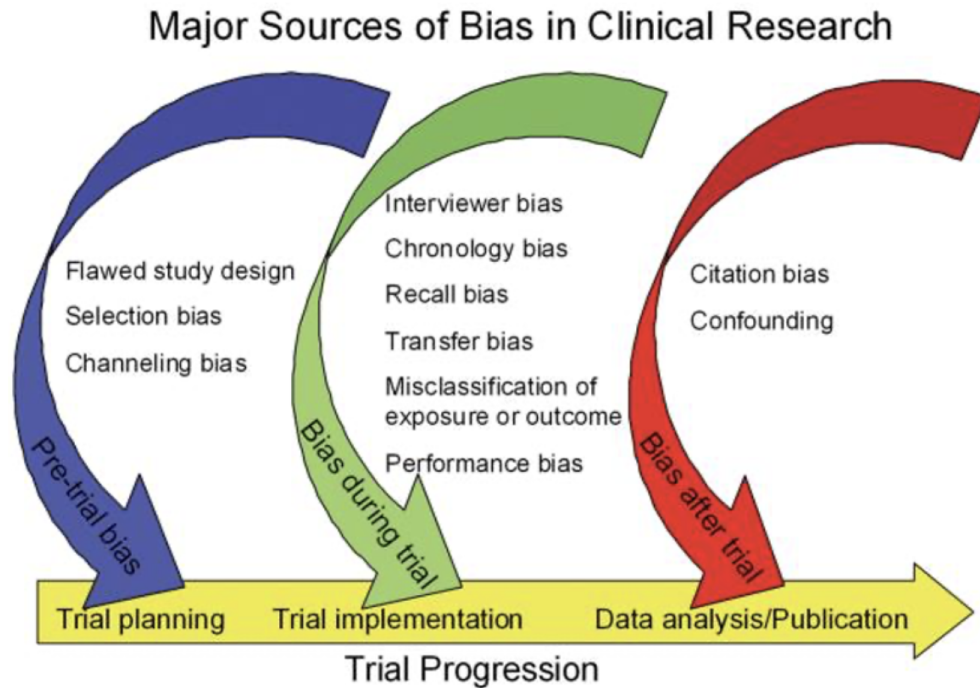 Major Sources of Bias in Clinical Research
Flawed study design
Selection bias
Channeling bias
Pre-trial bias
Interviewer bias
Chronology bias
Recall bias
Transfer bias
Misclassification of
exposure or outcome
Performance bias
Bias during trial
Citation bias
Confounding
Bias after trial
Trial planning
Trial implementation
Data analysis/Publication
Trial Progression